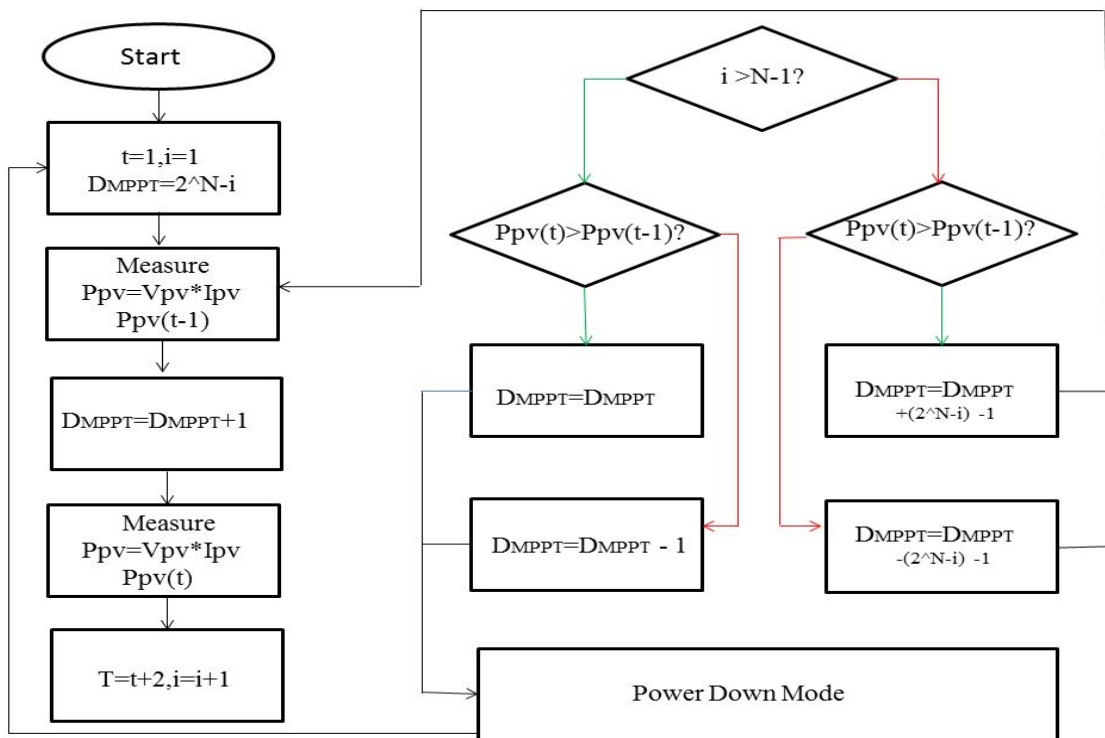 Start
t=1,i=1
DMPPT=2^N-i
Measure
Ppv=Vpv*Ipv
Ppv(t-1)
DMPPT=DMPPT+1
Measure
Ppv=Vpv*Ipv
Ppv(t)
T=t+2,i=i+1
i >N-1?
Ppv(t)>Ppv(t-1)?
Ppv(t)>Ppv(t-1)?
DMPPT=DMPPT
DMPPT=DMPPT
+(2^N-i) -1
DMPPT=DMPPT - 1
DMPPT=DMPPT
-(2^N-i) -1
Power Down Mode